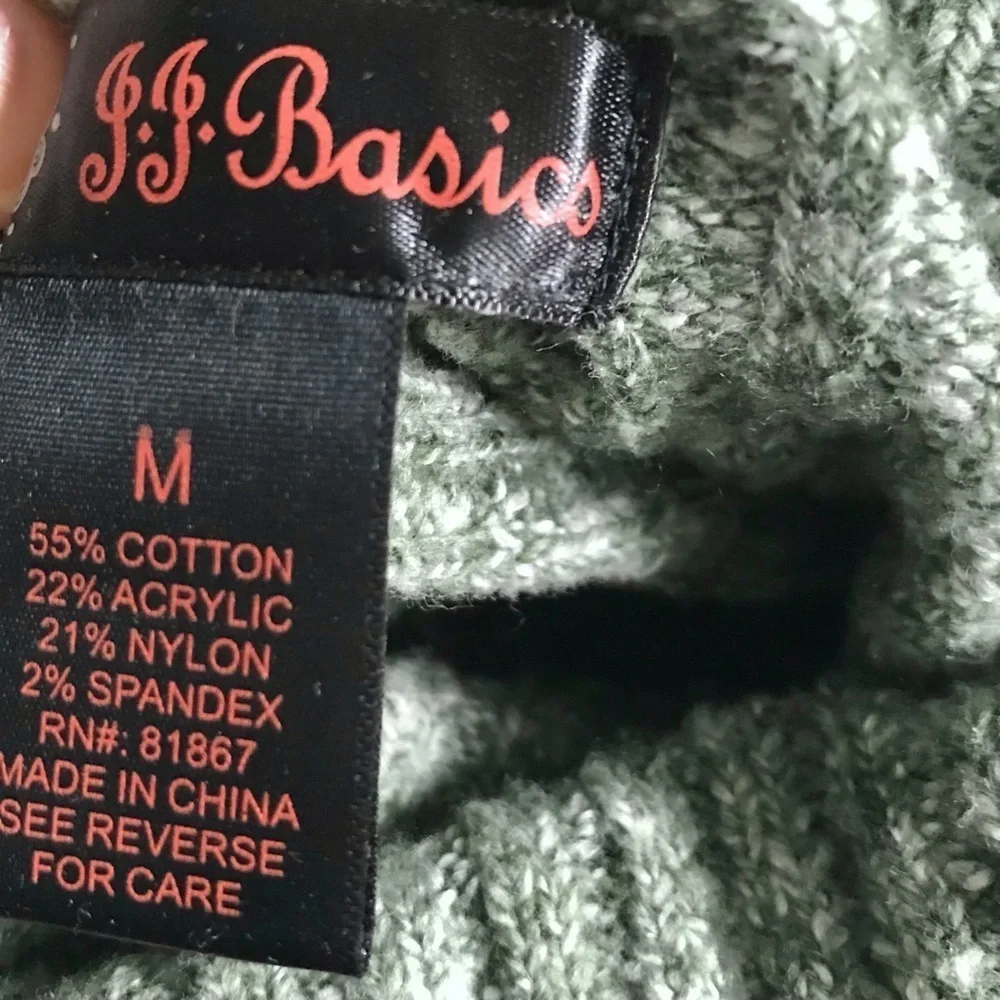 J.J. Basics
M
55% COTTON
22% ACRYLIC
21% NYLON
2% SPANDEX
RN#: 81867
MADE IN CHINA
SEE REVERSE
FOR CARE